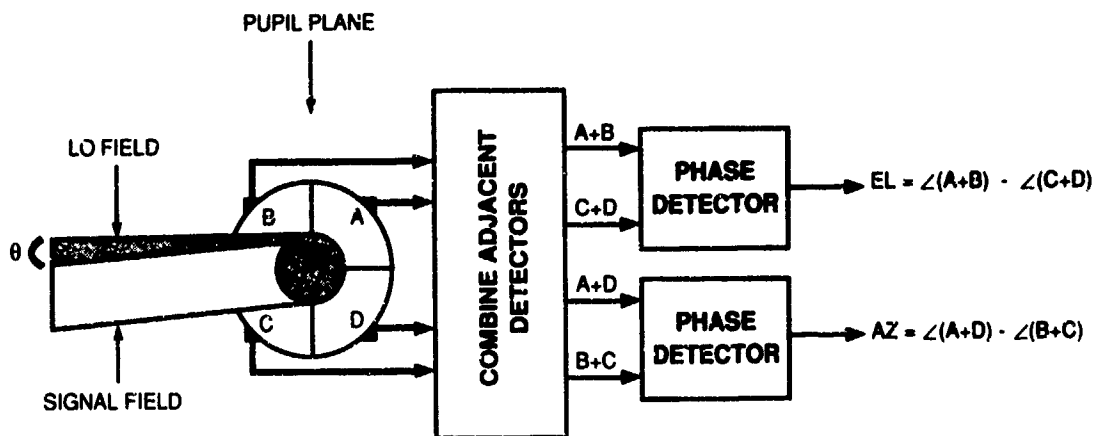 PUPIL PLANE
LO FIELD
θ
B
A
C
D
SIGNAL FIELD
COMBINE ADJACENT
DETECTORS
A+B
C+D
A+D
B+C
PHASE
DETECTOR
EL = ∠(A+B) - ∠(C+D)
PHASE
DETECTOR
AZ = ∠(A+D) - ∠(B+C)